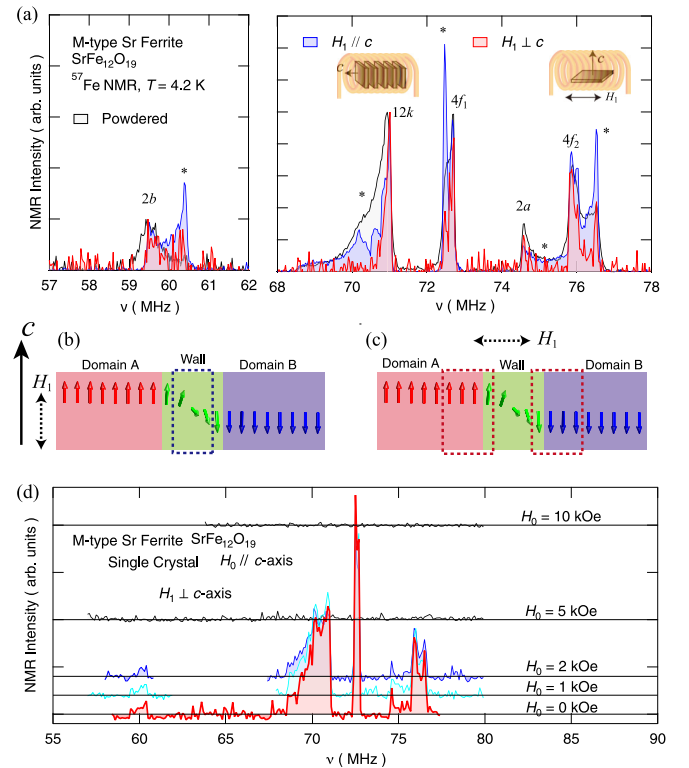 (a)
M-type Sr Ferrite
SrFe₁₂O₁₉
⁵⁷Fe NMR, T = 4.2 K
Powdered
2b
*
NMR Intensity ( arb. units )
57 58 59 60 61 62
ν ( MHz )
H₁ // c
H₁ ⊥ c
c
c
H₁
*
12k
4f₁
4f₂
*
*
2a
*
68 70 72 74 76 78
ν ( MHz )
c
H₁
(b)
Domain A
Wall
Domain B
(c)
H₁
Domain A
Wall
Domain B
(d)
M-type Sr Ferrite SrFe₁₂O₁₉
Single Crystal H₀ // c-axis
H₁ ⊥ c-axis
H₀ = 10 kOe
H₀ = 5 kOe
H₀ = 2 kOe
H₀ = 1 kOe
H₀ = 0 kOe
NMR Intensity ( arb. units )
55 60 65 70 75 80 85 90
ν ( MHz )